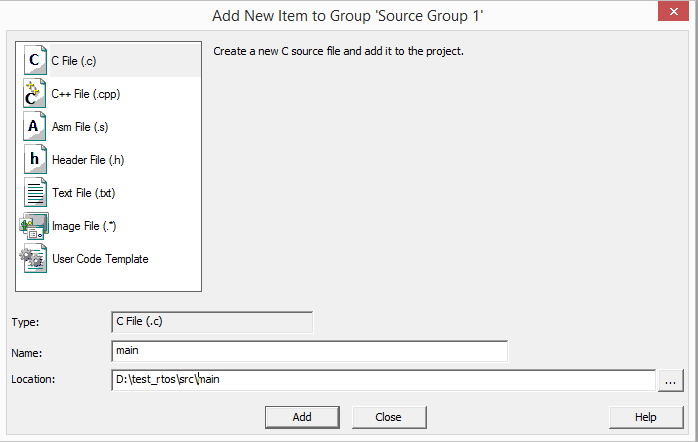 Add New Item to Group 'Source Group 1'
C File (.c)
Create a new C source file and add it to the project.
C++ File (.cpp)
Asm File (.s)
Header File (.h)
Text File (.txt)
Image File (.*)
User Code Template
Type: C File (.c)
Name: main
Location: D:\test_rtos\src\main ...
Add Close Help